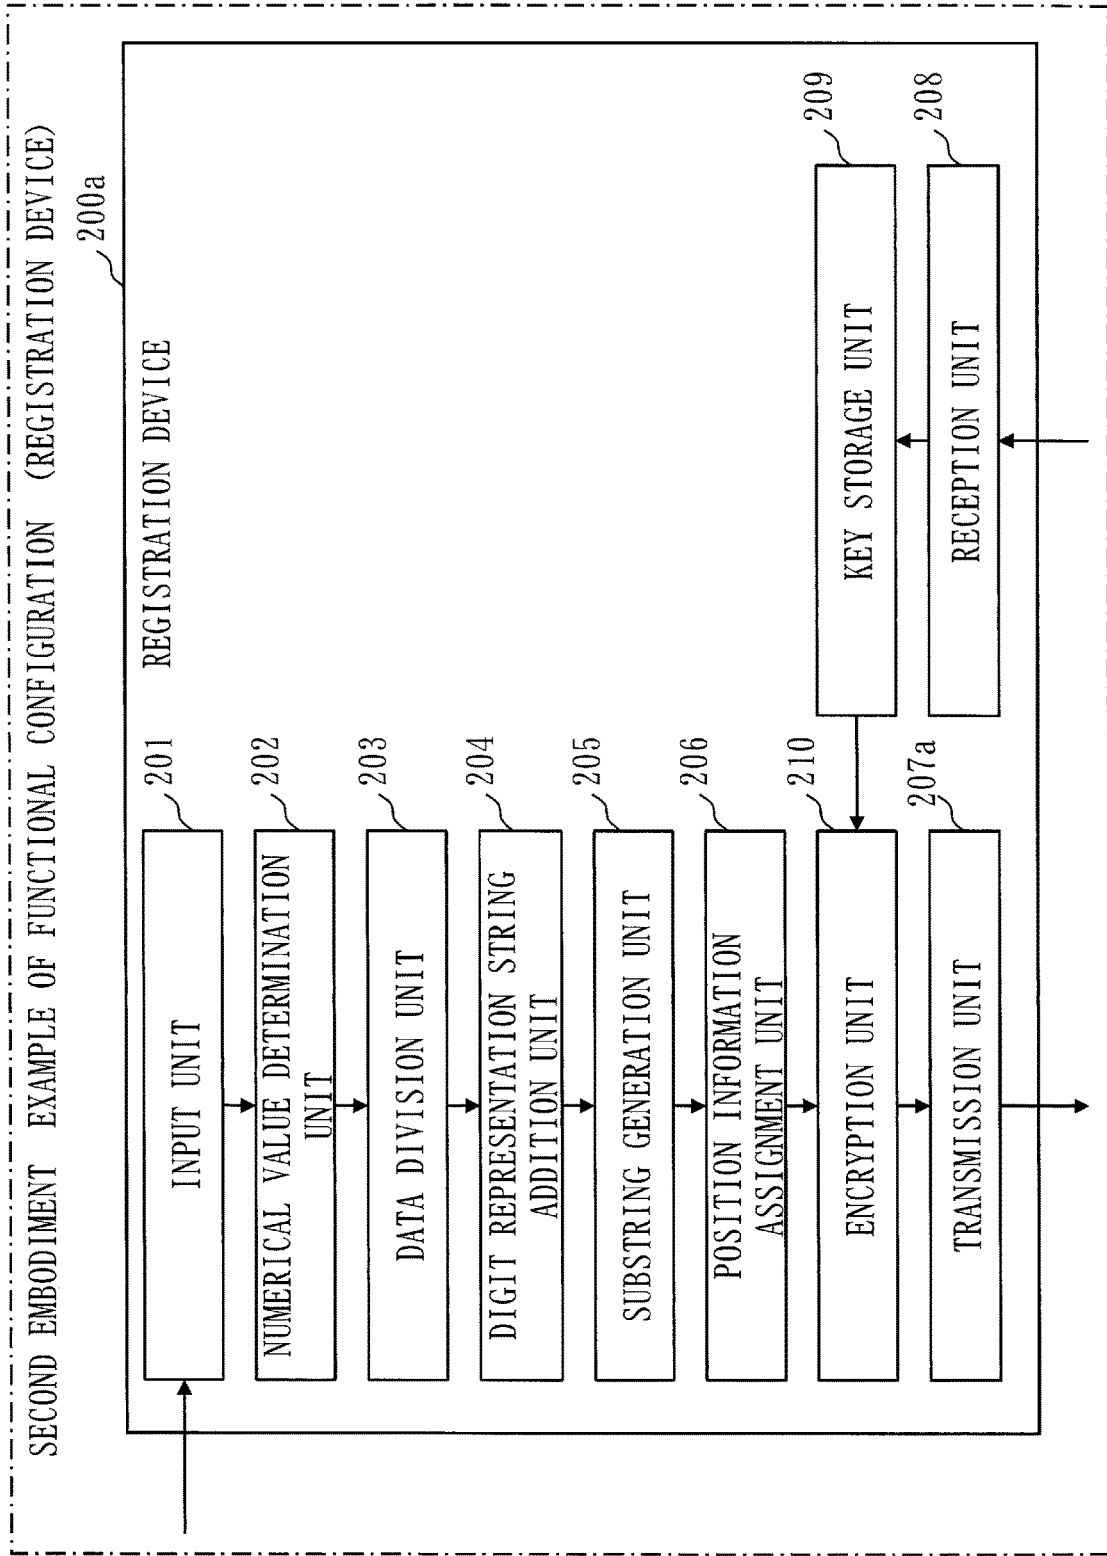 SECOND EMBODIMENT EXAMPLE OF FUNCTIONAL CONFIGURATION (REGISTRATION DEVICE)
200a
REGISTRATION DEVICE
201
INPUT UNIT
202
NUMERICAL VALUE DETERMINATION
UNIT
203
DATA DIVISION UNIT
204
DIGIT REPRESENTATION STRING
ADDITION UNIT
205
SUBSTRING GENERATION UNIT
206
POSITION INFORMATION
ASSIGNMENT UNIT
210
ENCRYPTION UNIT
207a
TRANSMISSION UNIT
209
KEY STORAGE UNIT
208
RECEPTION UNIT